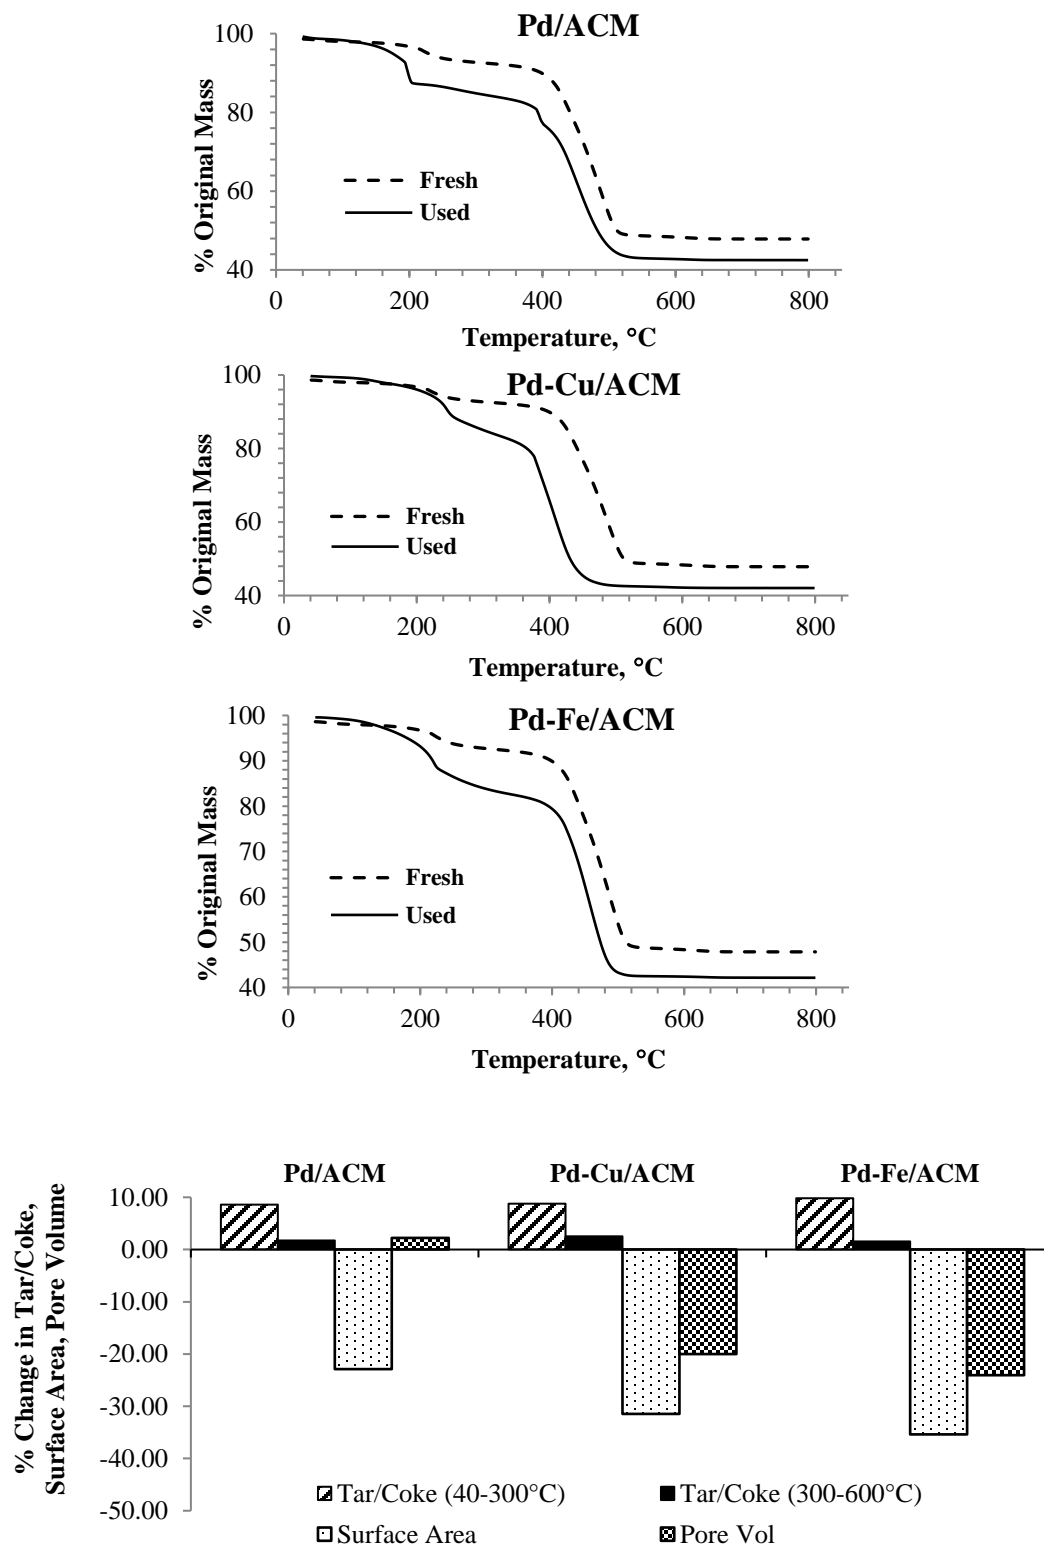 Pd/ACM
100
80
60
40
% Original Mass
Fresh
Used
0 200 400 600 800
Temperature, °C
Pd-Cu/ACM
100
80
60
40
% Original Mass
Fresh
Used
0 200 400 600 800
Temperature, °C
Pd-Fe/ACM
100
90
80
70
60
50
40
% Original Mass
Fresh
Used
0 200 400 600 800
Temperature, °C
Pd/ACM Pd-Cu/ACM Pd-Fe/ACM
% Change in Tar/Coke,
Surface Area, Pore Volume
10.00
0.00
-10.00
-20.00
-30.00
-40.00
-50.00
Tar/Coke (40-300°C) Tar/Coke (300-600°C)
Surface Area Pore Vol